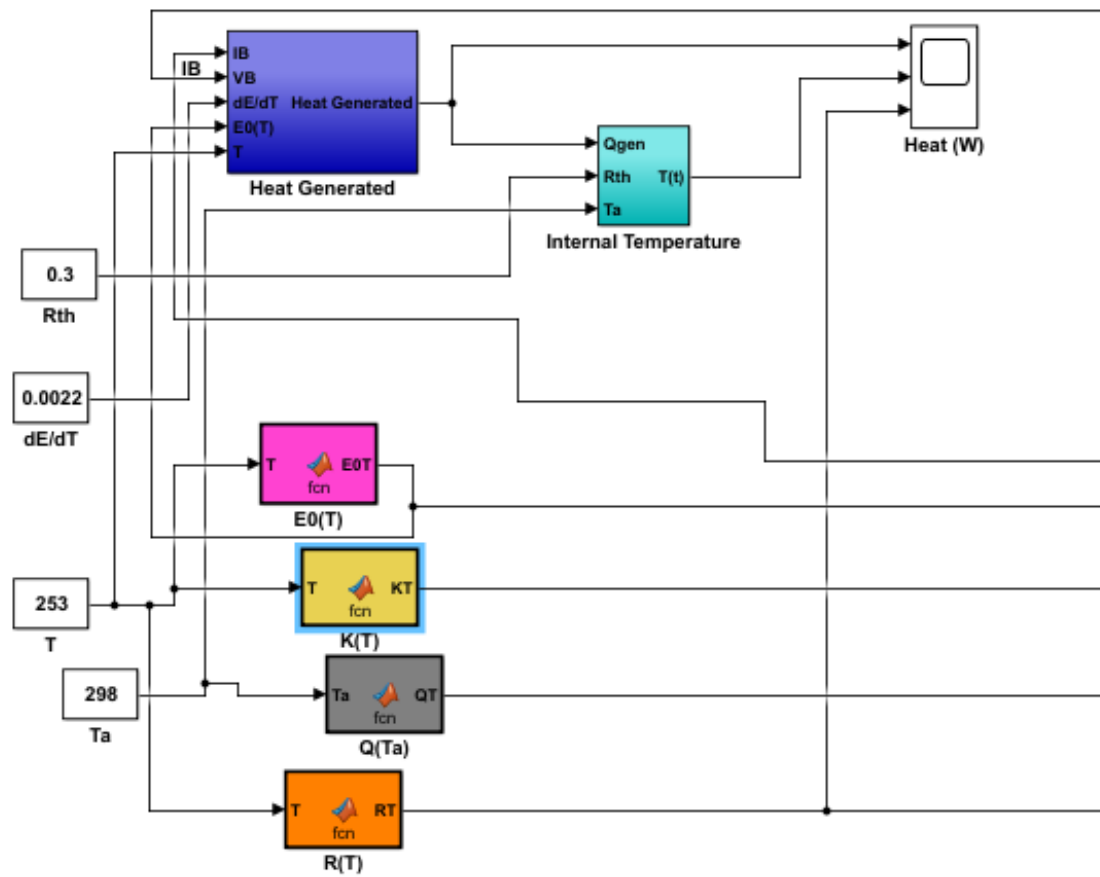 IB
IB
VB
dE/dT
E0(T)
T
Heat Generated
Heat Generated
Qgen
Rth
Ta
T(t)
Internal Temperature
Heat (W)
0.3
Rth
0.0022
dE/dT
T
E0T
fcn
E0(T)
253
T
T
KT
fcn
K(T)
298
Ta
Ta
QT
fcn
Q(Ta)
T
RT
fcn
R(T)